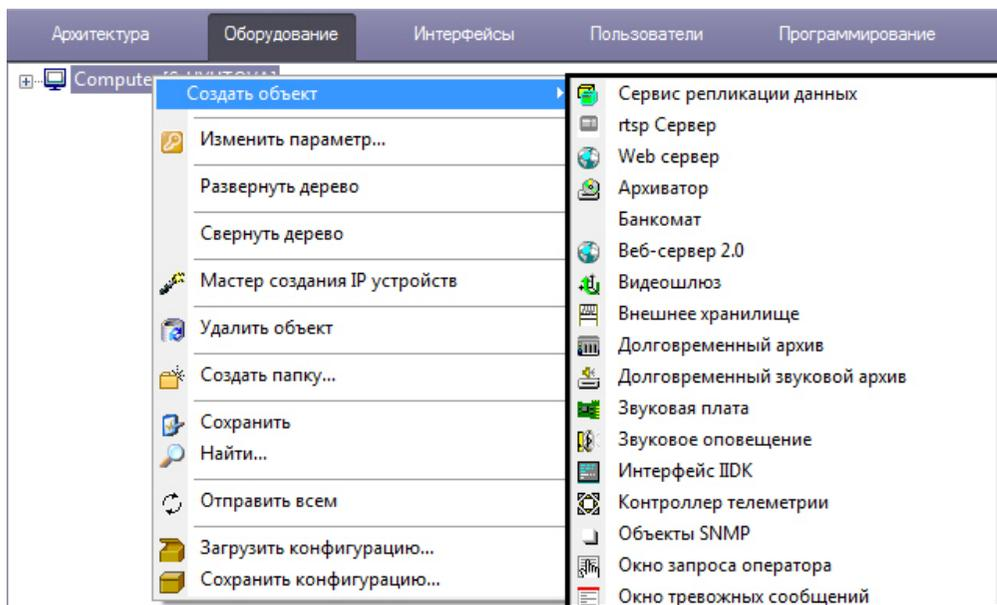 Архитектура Оборудование Интерфейсы Пользователи Программирование
Computer
Создать объект
Изменить параметр...
Развернуть дерево
Свернуть дерево
Мастер создания IP устройств
Удалить объект
Создать папку...
Сохранить
Найти...
Отправить всем
Загрузить конфигурацию...
Сохранить конфигурацию...
Сервис репликации данных
rtsp Сервер
Web сервер
Архиватор
Банкомат
Веб-сервер 2.0
Видеошлюз
Внешнее хранилище
Долговременный архив
Долговременный звуковой архив
Звуковая плата
Звуковое оповещение
Интерфейс IIDK
Контроллер телеметрии
Объекты SNMP
Окно запроса оператора
Окно тревожных сообщений